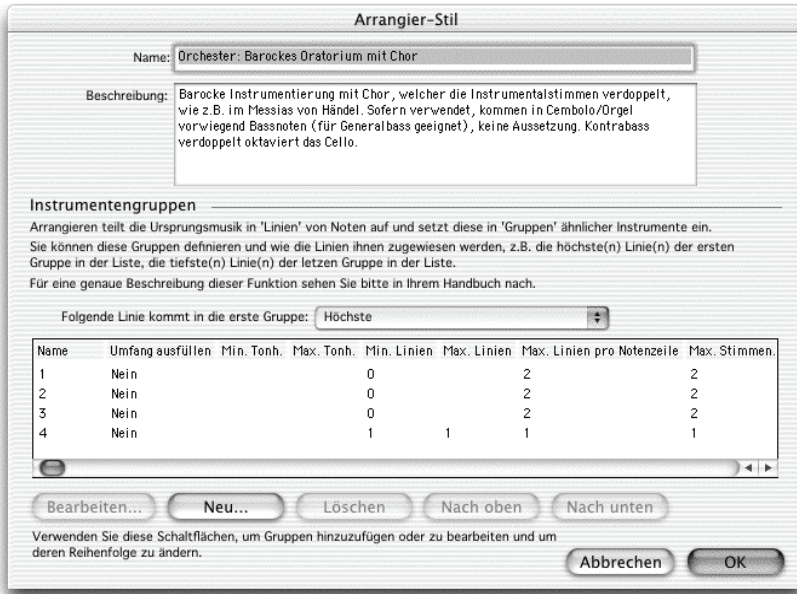 Arrangier-Stil
Name: Orchester: Barockes Oratorium mit Chor
Beschreibung: Barocke Instrumentierung mit Chor, welcher die Instrumentalstimmen verdoppelt,
wie z.B. im Messias von Händel. Sofern verwendet, kommen in Cembolo/Orgel
vorwiegend Bassnoten (für Generalbass geeignet), keine Aussetzung. Kontrabass
verdoppelt oktaviert das Cello.
Instrumentengruppen
Arrangieren teilt die Ursprungsmusik in 'Linien' von Noten auf und setzt diese in 'Gruppen' ähnlicher Instrumente ein.
Sie können diese Gruppen definieren und wie die Linien ihnen zugewiesen werden, z.B. die höchste(n) Linie(n) der ersten
Gruppe in der Liste, die tiefste(n) Linie(n) der letzen Gruppe in der Liste.
Für eine genaue Beschreibung dieser Funktion sehen Sie bitte in Ihrem Handbuch nach.
Folgende Linie kommt in die erste Gruppe: Höchste
Name Umfang ausfüllen Min. Tonh. Max. Tonh. Min. Linien Max. Linien Max. Linien pro Notenzeile Max. Stimmen.
1 Nein 0 2 2
2 Nein 0 2 2
3 Nein 0 2 2
4 Nein 1 1 1 1
Bearbeiten... Neu... Löschen Nach oben Nach unten
Verwenden Sie diese Schaltflächen, um Gruppen hinzuzufügen oder zu bearbeiten und um
deren Reihenfolge zu ändern.
Abbrechen OK